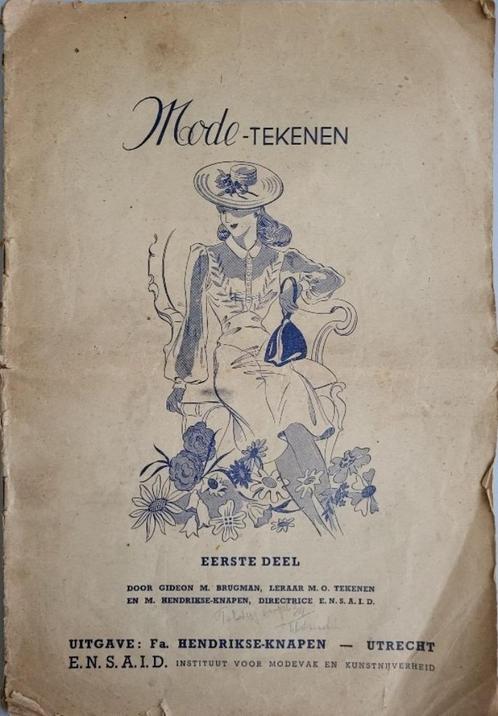 Mode-TEKENEN
EERSTE DEEL
DOOR GIDEON M. BRUGMAN, LERAAR M. O. TEKENEN
EN M. HENDRIKSE-KNAPEN, DIRECTRICE E. N. S. A. I. D.
UITGAVE: Fa. HENDRIKSE-KNAPEN — UTRECHT
E.N.S.A.I.D. INSTITUUT VOOR MODEVAK EN KUNSTNIJVERHEID